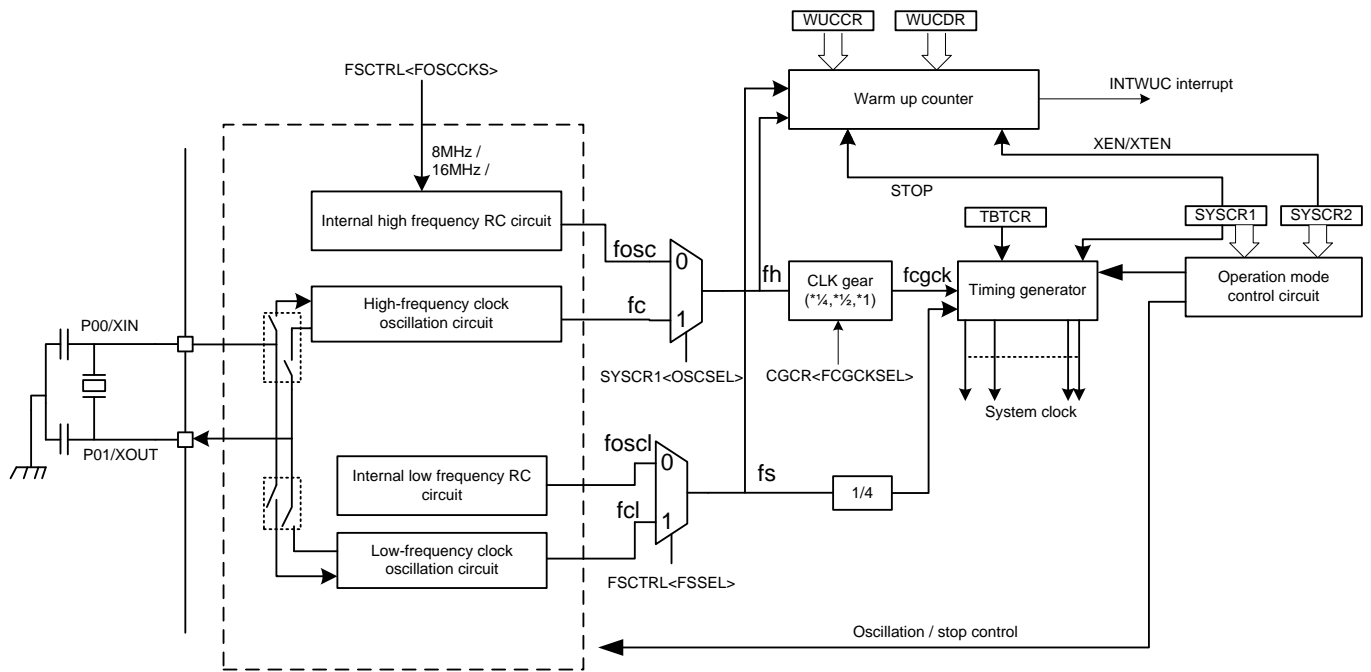 WUCCR
WUCDR
FSCTRL<FOSCCKS>
Warm up counter
INTWUC interrupt
8MHz /
16MHz /
XEN/XTEN
STOP
Internal high frequency RC circuit
TBTCR
SYSCR1
SYSCR2
fosc
0
fh
CLK gear
(*¼,*½,*1)
fcgck
Timing generator
Operation mode
control circuit
High-frequency clock
oscillation circuit
fc
1
P00/XIN
SYSCR1<OSCSEL>
CGCR<FCGCKSEL>
System clock
P01/XOUT
foscl
0
Internal low frequency RC
circuit
fs
1/4
fcl
1
Low-frequency clock
oscillation circuit
FSCTRL<FSSEL>
Oscillation / stop control